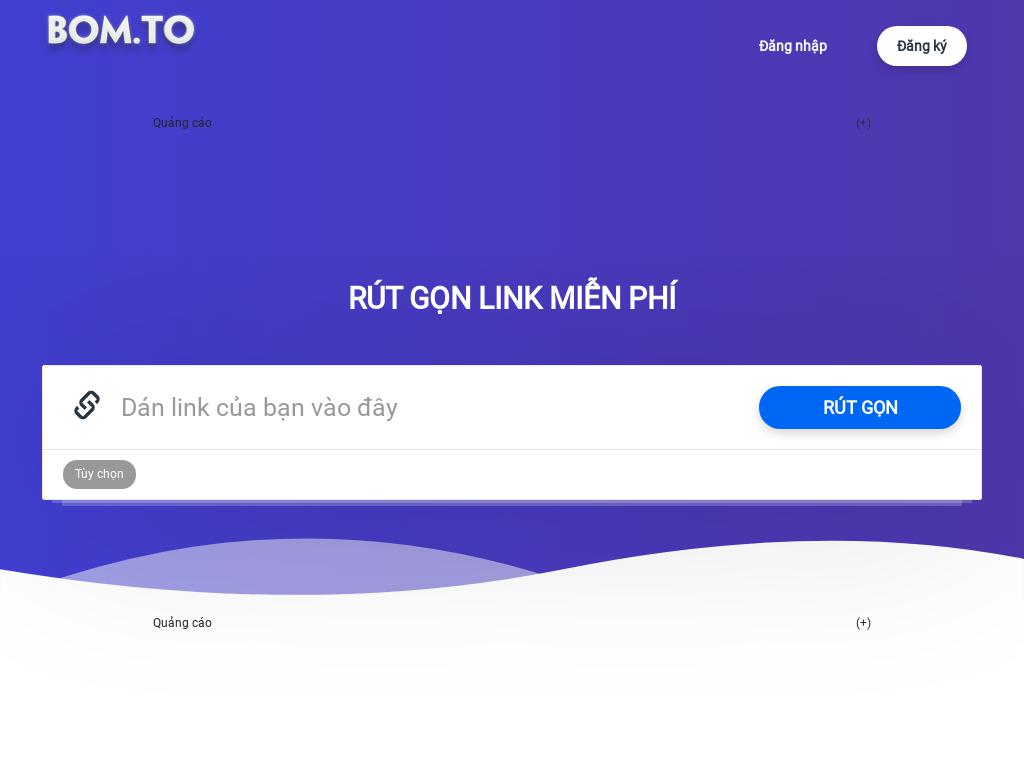 BOM.TO
Đăng nhập
Đăng ký
Quảng cáo
(+)
RÚT GỌN LINK MIỄN PHÍ
Dán link của bạn vào đây
RÚT GỌN
Tùy chọn
Quảng cáo
(+)